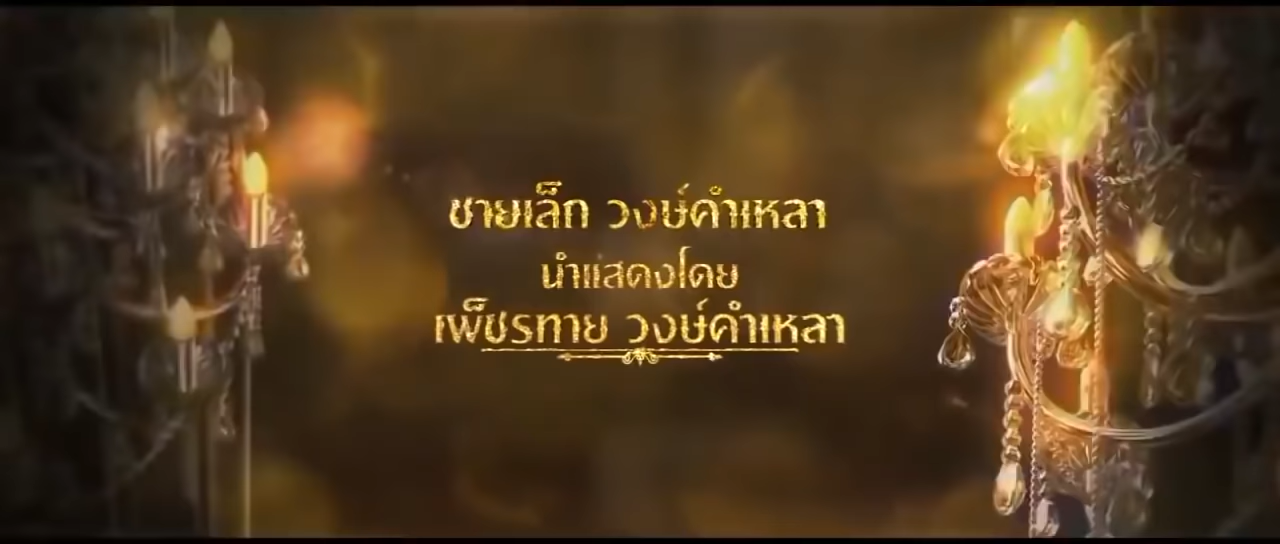 ชายเล็ก วงษ์คำเหลา
นำแสดงโดย
เพ็ชรทาย วงษ์คำเหลา